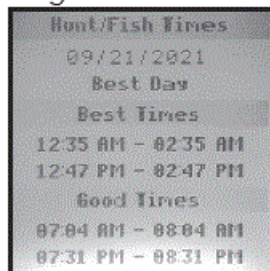 Hunt/Fish Times
09/21/2021
Best Day
Best Times
12:35 AM - 02:35 AM
12:47 PM - 02:47 PM
Good Times
07:04 AM - 08:04 AM
07:31 PM - 08:31 PM